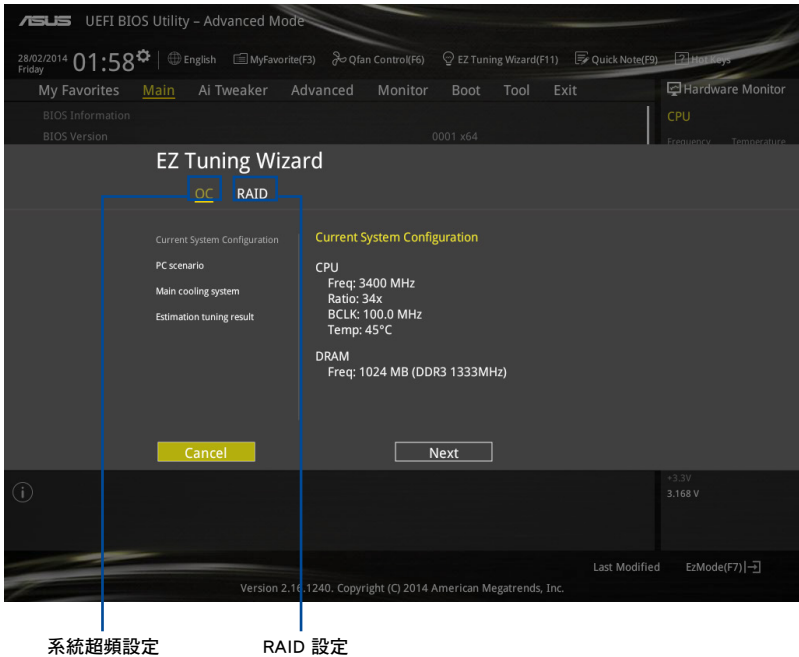 ASUS UEFI BIOS Utility – Advanced Mode
28/02/2014 Friday 01:58 English MyFavorite(F3) Qfan Control(F6) EZ Tuning Wizard(F11) Quick Note(F9) ? Hot Keys
My Favorites Main Ai Tweaker Advanced Monitor Boot Tool Exit Hardware Monitor
BIOS Information
BIOS Version 0001 x64
CPU
Frequency Temperature
EZ Tuning Wizard
OC RAID
Current System Configuration
PC scenario
Main cooling system
Estimation tuning result
Current System Configuration
CPU
Freq: 3400 MHz
Ratio: 34x
BCLK: 100.0 MHz
Temp: 45°C
DRAM
Freq: 1024 MB (DDR3 1333MHz)
Cancel Next
+3.3V
3.168 V
Last Modified EzMode(F7)
Version 2.16.1240. Copyright (C) 2014 American Megatrends, Inc.
系統超頻設定 RAID 設定